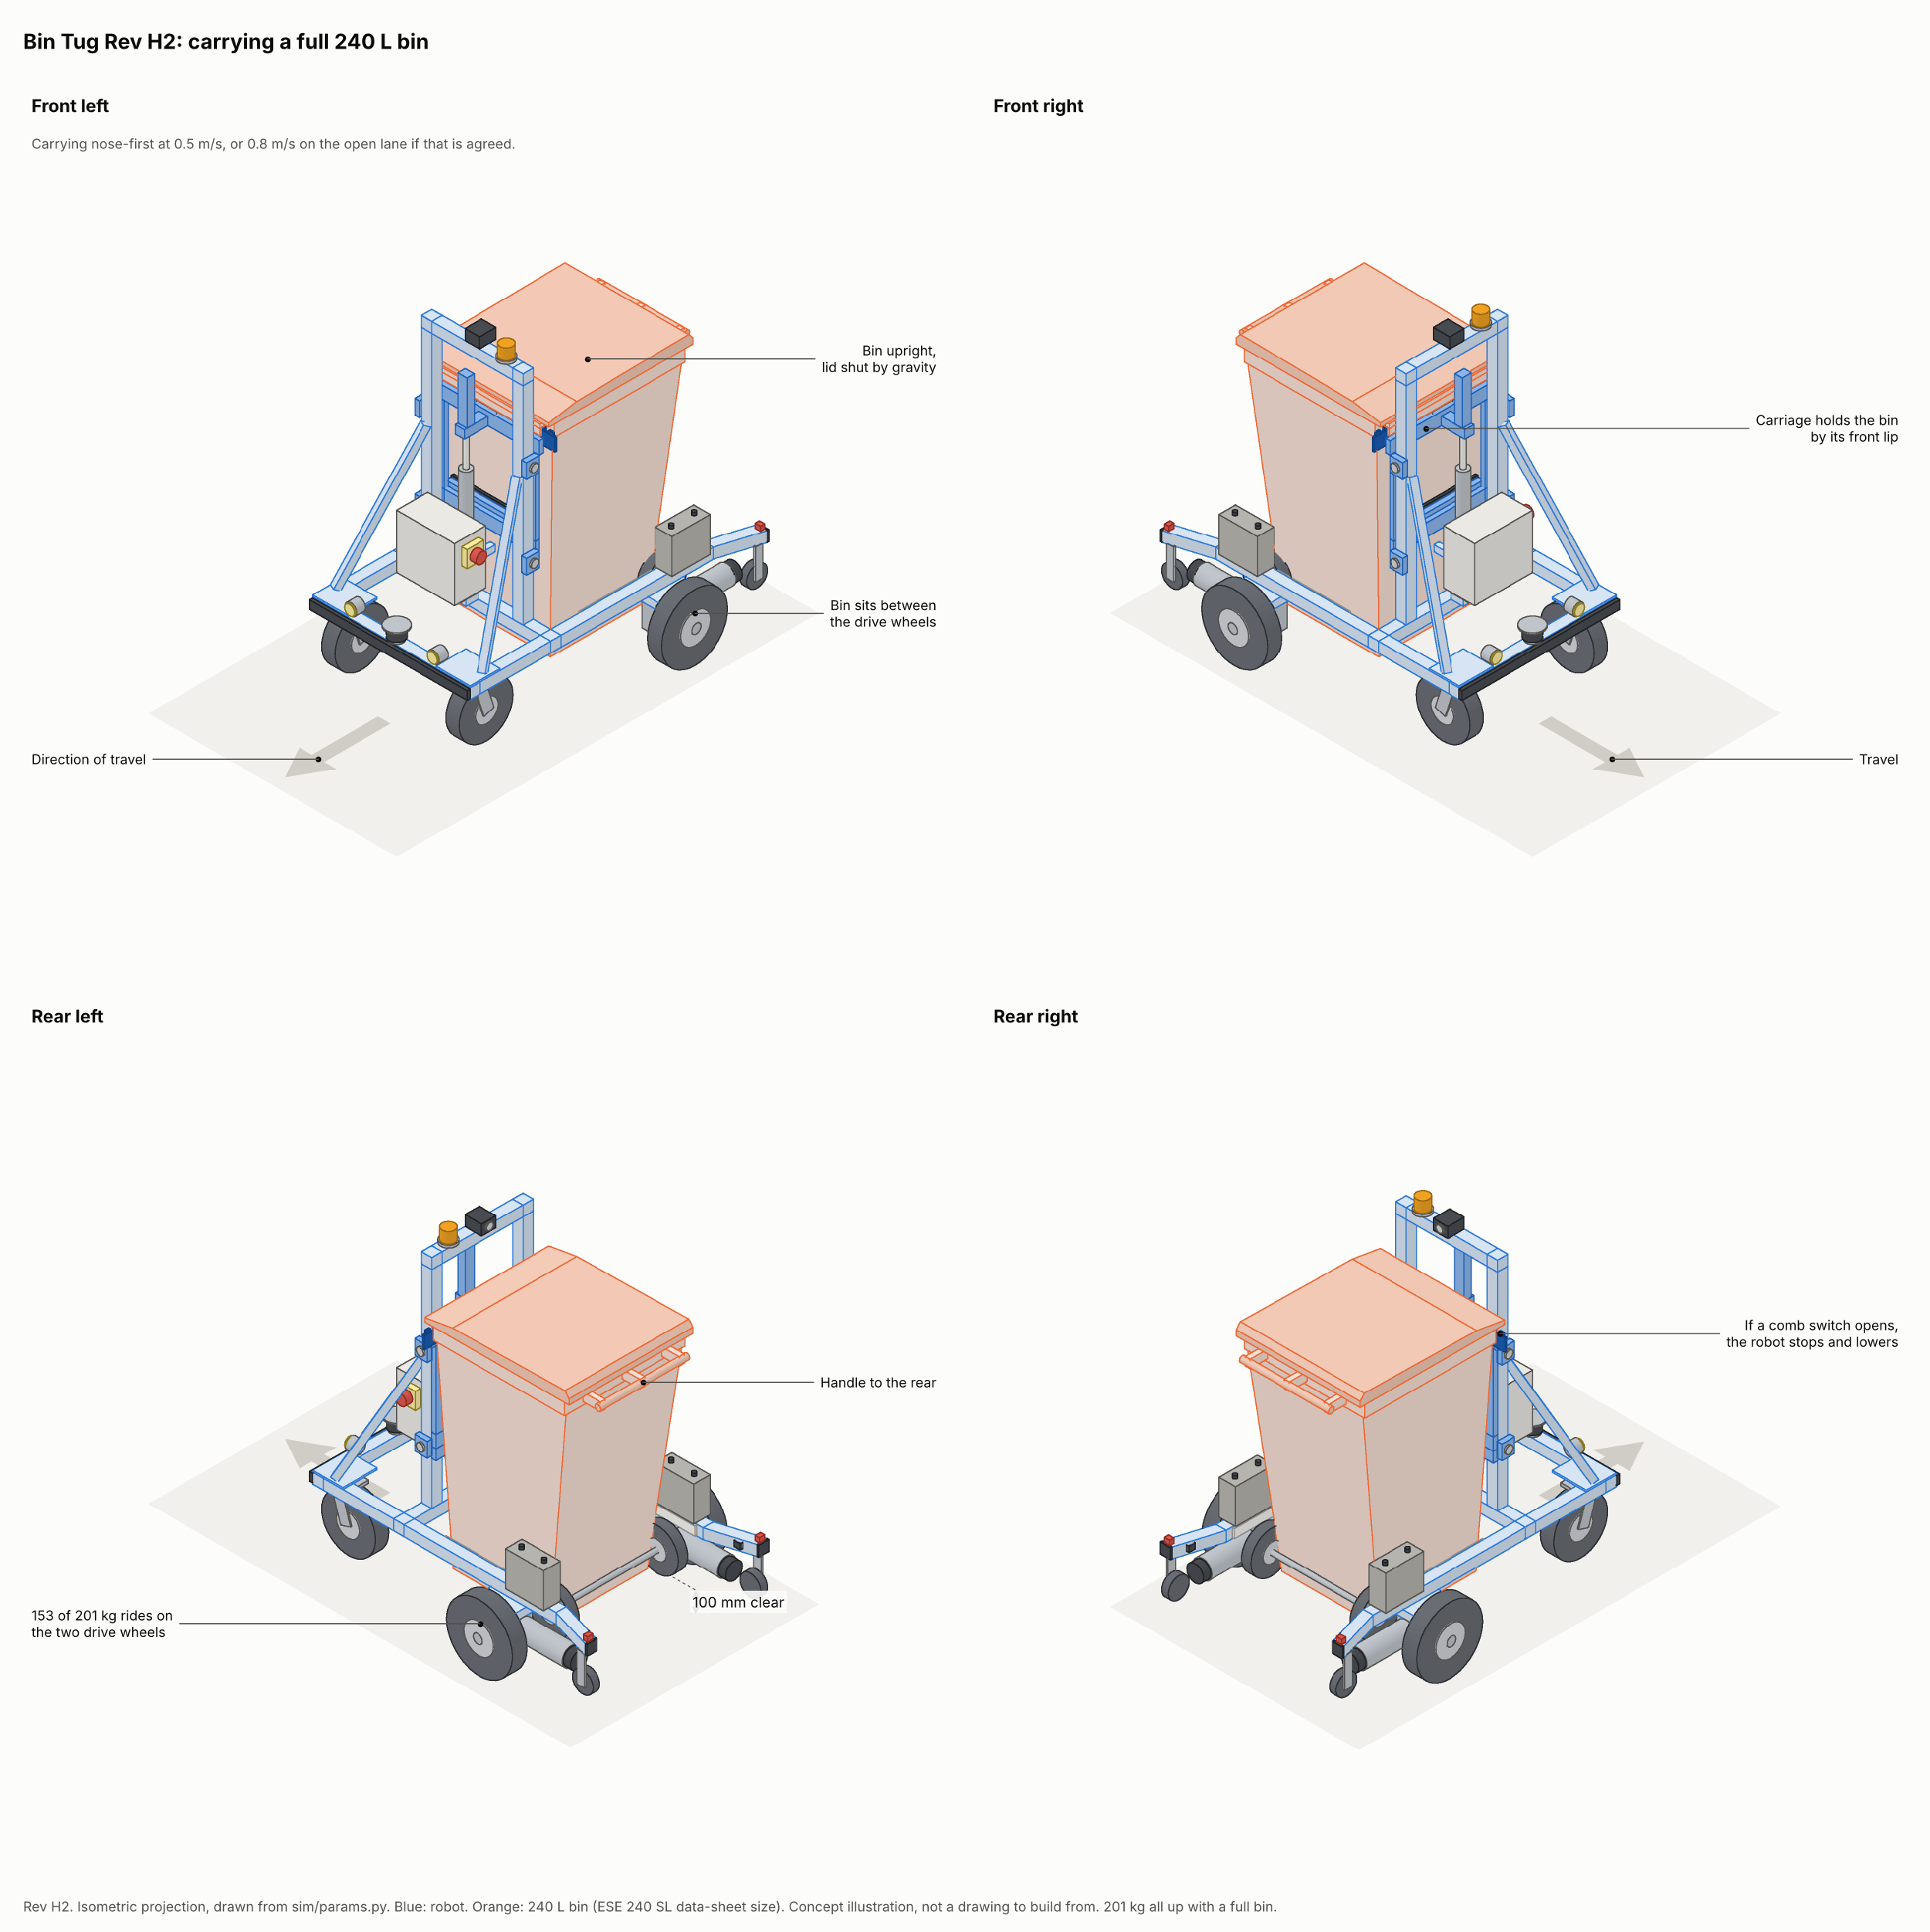 Bin Tug Rev H2: carrying a full 240 L bin
Front left
Carrying nose-first at 0.5 m/s, or 0.8 m/s on the open lane if that is agreed.
Bin upright,
lid shut by gravity
Bin sits between
the drive wheels
Direction of travel
Front right
Carriage holds the bin
by its front lip
Travel
Rear left
Handle to the rear
100 mm clear
153 of 201 kg rides on
the two drive wheels
Rear right
If a comb switch opens,
the robot stops and lowers
Rev H2. Isometric projection, drawn from sim/params.py. Blue: robot. Orange: 240 L bin (ESE 240 SL data-sheet size). Concept illustration, not a drawing to build from. 201 kg all up with a full bin.